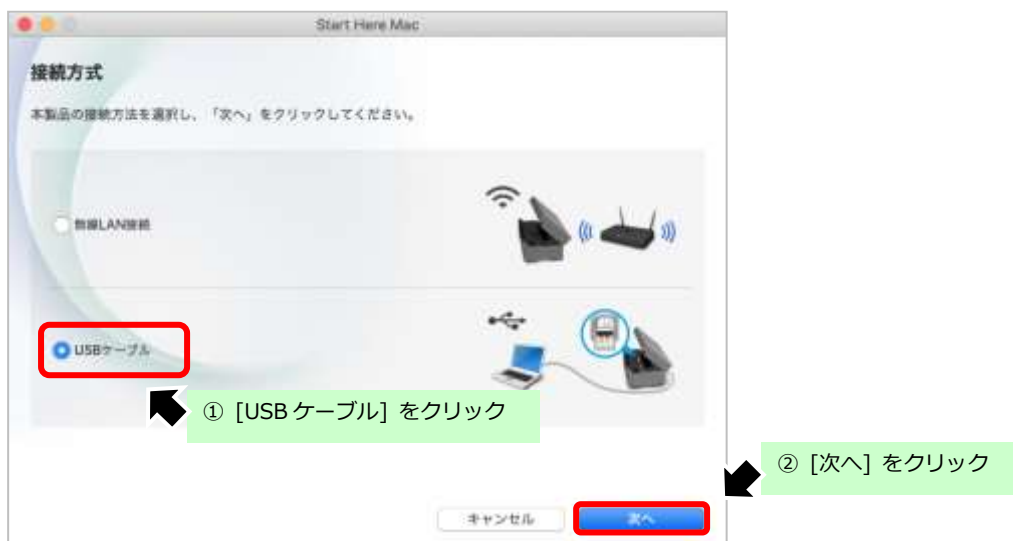 Start Here Mac
接続方式
本製品の接続方法を選択し、「次へ」をクリックしてください。
無線LAN接続
USBケーブル
① [USB ケーブル] をクリック
② [次へ] をクリック
キャンセル
次へ